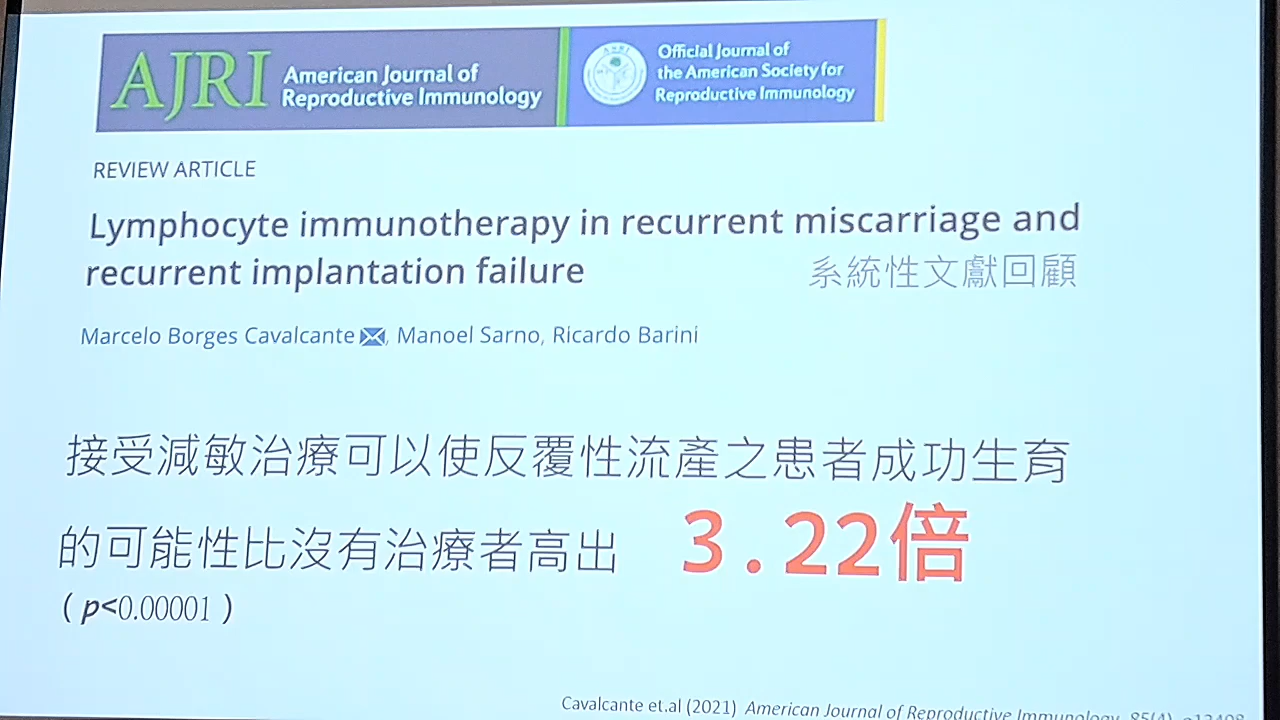 AJRI American Journal of
Reproductive Immunology
Official Journal of
the American Society for
Reproductive Immunology
REVIEW ARTICLE
Lymphocyte immunotherapy in recurrent miscarriage and
recurrent implantation failure
系統性文獻回顧
Marcelo Borges Cavalcante, Manoel Sarno, Ricardo Barini
接受減敏治療可以使反覆性流產之患者成功生育
的可能性比沒有治療者高出 3.22倍
(p<0.00001)
Cavalcante et.al (2021) American Journal of Reproductive Immunology, 85(4)